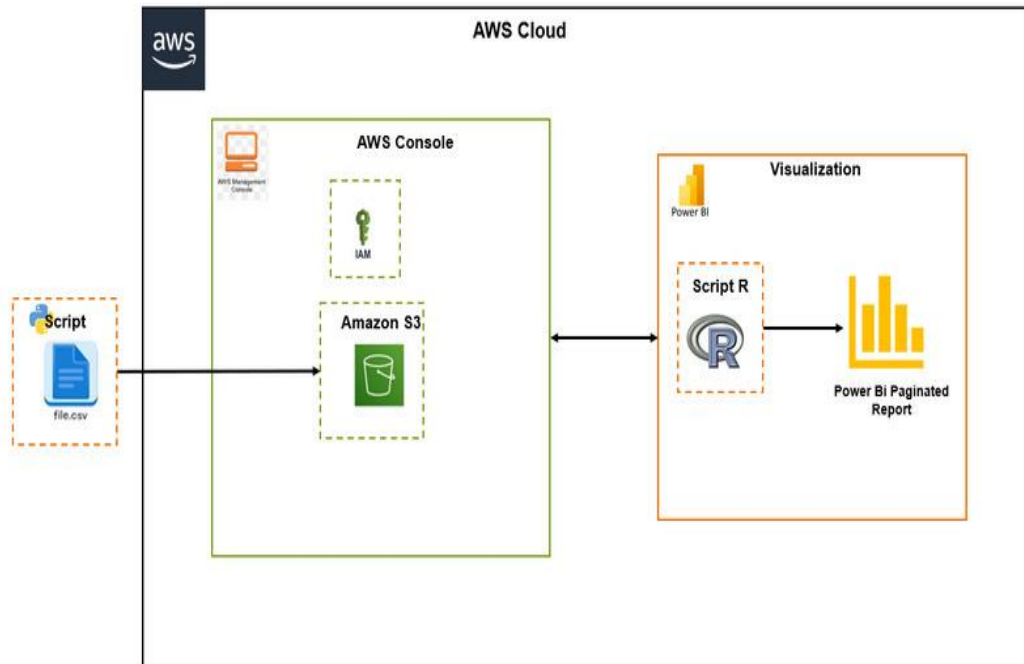 aws
AWS Cloud
AWS Console
AWS Management
Console
IAM
Script
file.csv
Amazon S3
Visualization
Power BI
Script R
R
Power Bi Paginated
Report